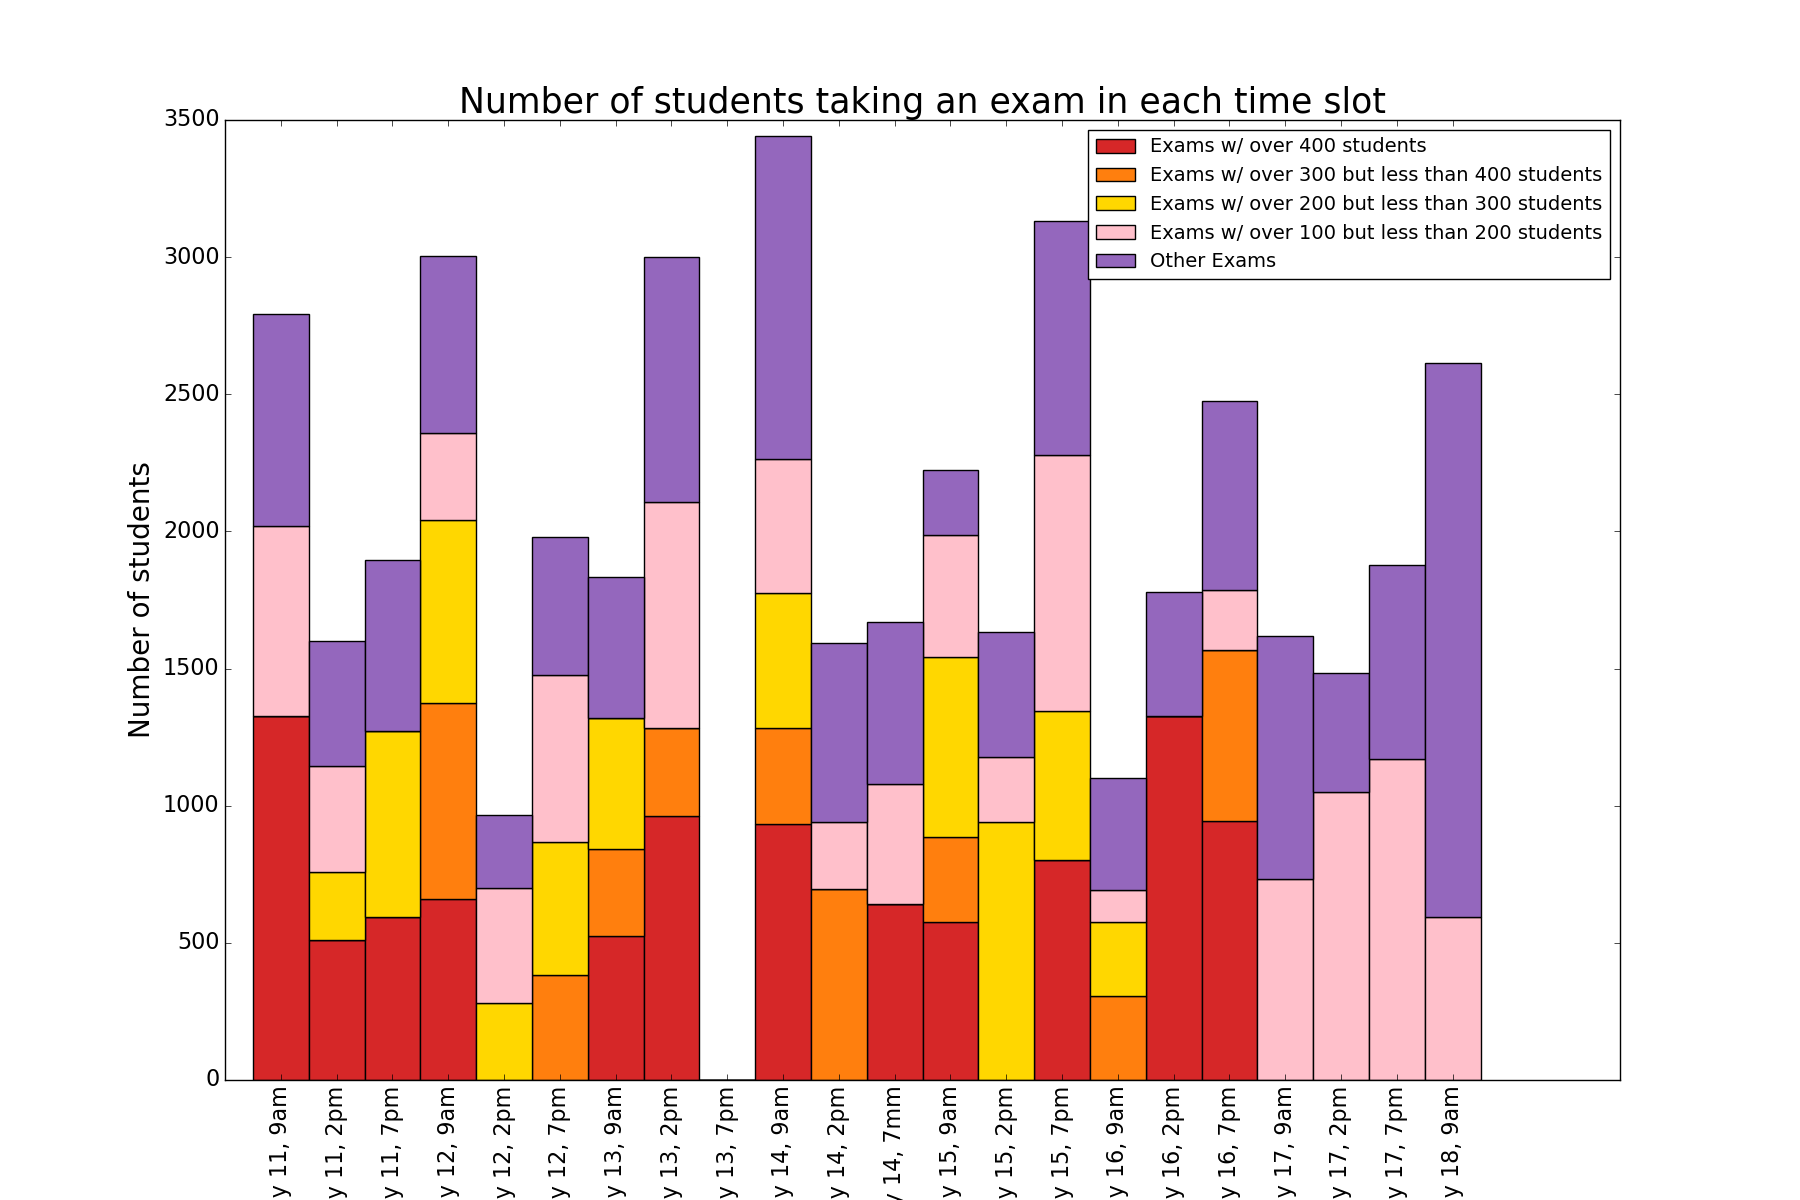 Number of students taking an exam in each time slot
Exams w/ over 400 students
Exams w/ over 300 but less than 400 students
Exams w/ over 200 but less than 300 students
Exams w/ over 100 but less than 200 students
Other Exams
Number of students
3500
3000
2500
2000
1500
1000
500
0
y 11, 9am
y 11, 2pm
y 11, 7pm
y 12, 9am
y 12, 2pm
y 12, 7pm
y 13, 9am
y 13, 2pm
y 13, 7pm
y 14, 9am
y 14, 2pm
y 14, 7mm
y 15, 9am
y 15, 2pm
y 15, 7pm
y 16, 9am
y 16, 2pm
y 16, 7pm
y 17, 9am
y 17, 2pm
y 17, 7pm
y 18, 9am